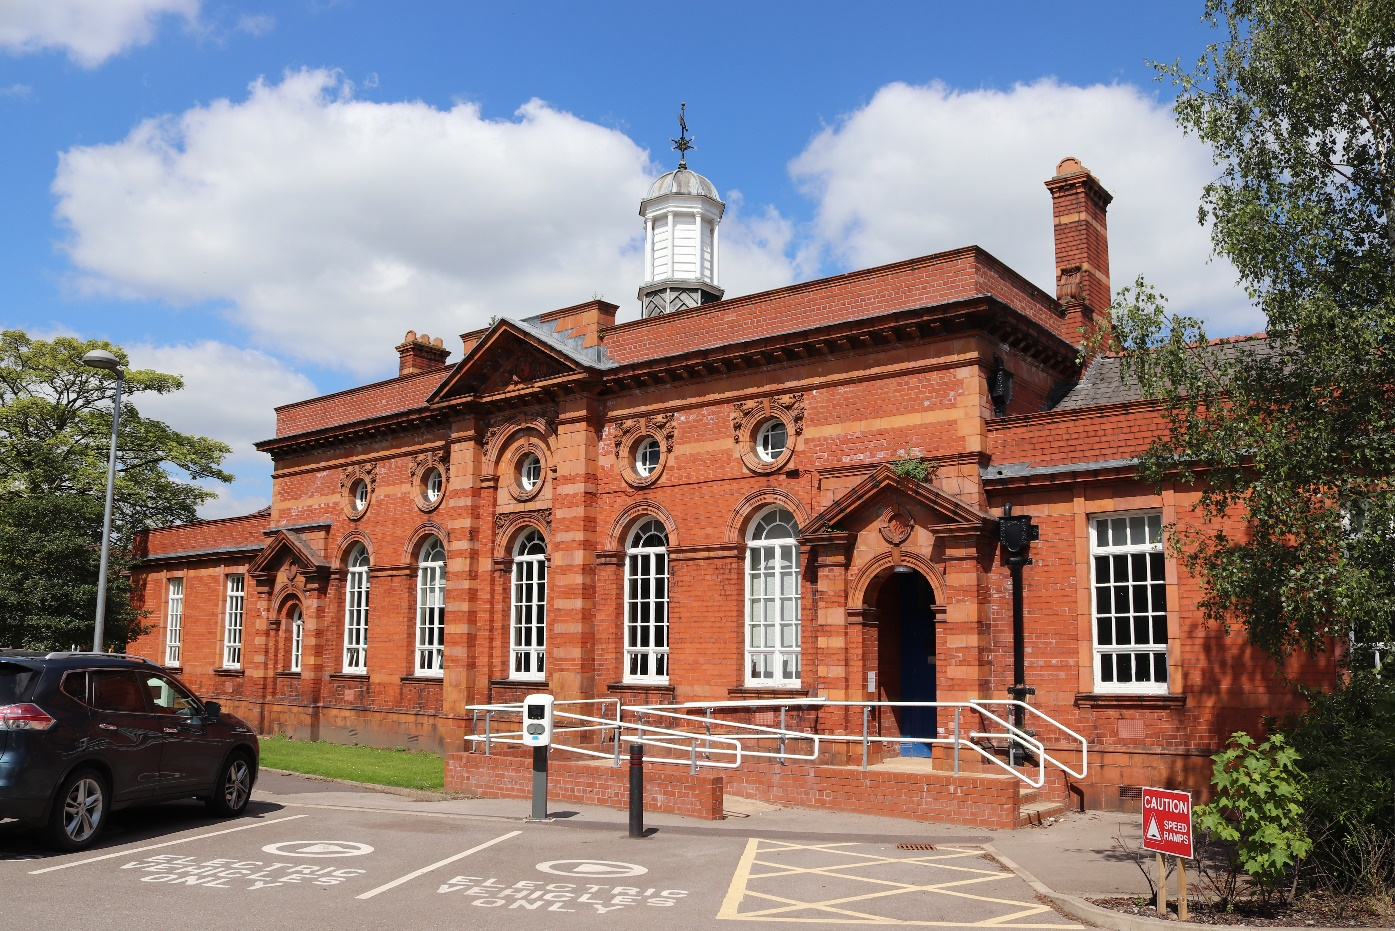 CAUTION
SPEED
RAMPS
ELECTRIC
VEHICLES
ONLY
ELECTRIC
VEHICLES
ONLY